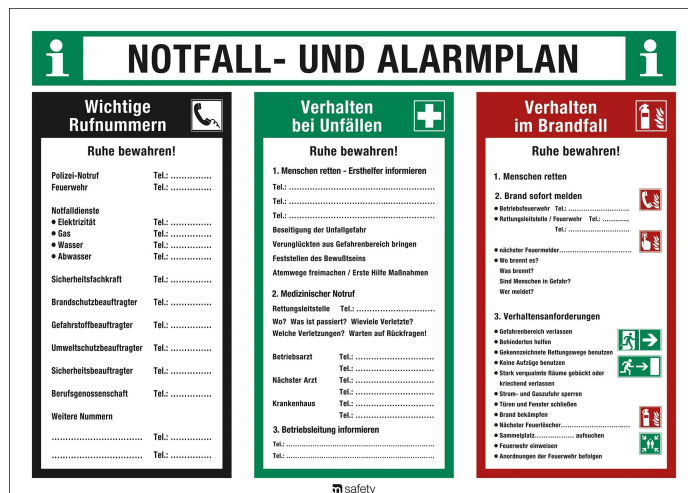 NOTFALL- UND ALARMPLAN
Wichtige
Rufnummern
Ruhe bewahren!
Polizei-Notruf Tel.: ...............
Feuerwehr Tel.: ...............
Notfalldienste
● Elektrizität Tel.: ...............
● Gas Tel.: ...............
● Wasser Tel.: ...............
● Abwasser Tel.: ...............
Sicherheitsfachkraft Tel.: ...............
Brandschutzbeauftragter Tel.: ...............
Gefahrstoffbeauftragter Tel.: ...............
Umweltschutzbeauftragter Tel.: ...............
Sicherheitsbeauftragter Tel.: ...............
Berufsgenossenschaft Tel.: ...............
Weitere Nummern
................................. Tel.: ...............
................................. Tel.: ...............
Verhalten
bei Unfällen
Ruhe bewahren!
1. Menschen retten - Ersthelfer informieren
Tel.: ......................................................
Tel.: ......................................................
Tel.: ......................................................
Beseitigung der Unfallgefahr
Verunglückten aus Gefahrenbereich bringen
Feststellen des Bewußtseins
Atemwege freimachen / Erste Hilfe Maßnahmen
2. Medizinischer Notruf
Rettungsleitstelle Tel.: ................................
Wo? Was ist passiert? Wieviele Verletzte?
Welche Verletzungen? Warten auf Rückfragen!
Betriebsarzt Tel.: ............................
Tel.: ............................
Nächster Arzt Tel.: ............................
Tel.: ............................
Krankenhaus Tel.: ............................
Tel.: ............................
3. Betriebsleitung informieren
Tel.: ......................................................
Tel.: ......................................................
Verhalten
im Brandfall
Ruhe bewahren!
1. Menschen retten
2. Brand sofort melden
● Betriebsfeuerwehr Tel.: .........................
● Rettungsleitstelle / Feuerwehr Tel.: .............
Tel.: .........................
● nächster Feuermelder.............................
● Wo brennt es?
Was brennt?
Sind Menschen in Gefahr?
Wer meldet?
3. Verhaltensanforderungen
● Gefahrenbereich verlassen
● Behinderten helfen
● Gekennzeichnete Rettungswege benutzen
● Keine Aufzüge benutzen
● Stark verqualmte Räume gebückt oder
kriechend verlassen
● Strom- und Gaszufuhr sperren
● Türen und Fenster schließen
● Brand bekämpfen
● Nächster Feuerlöscher.........................
● Sammelplatz.................. aufsuchen
● Feuerwehr einweisen
● Anordnungen der Feuerwehr befolgen
safety